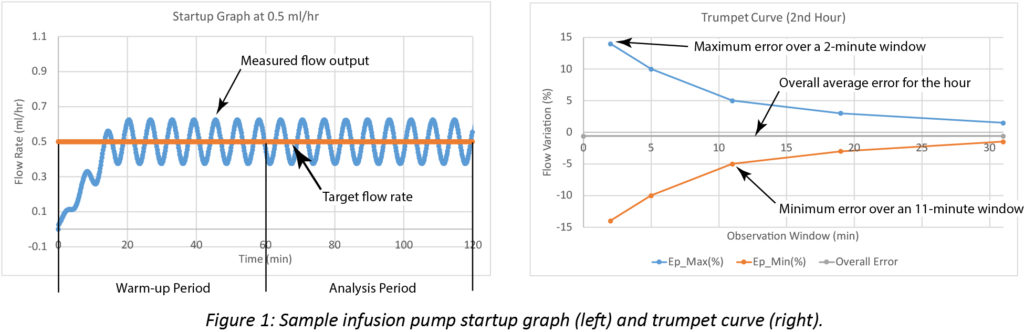 Startup Graph at 0.5 ml/hr
1.1
0.9
0.7
0.5
0.3
0.1
-0.1
Flow Rate (ml/hr)
Measured flow output
Target flow rate
0 20 40 60 80 100 120
Time (min)
Warm-up Period Analysis Period
Trumpet Curve (2nd Hour)
15
10
5
0
-5
-10
-15
Flow Variation (%)
Maximum error over a 2-minute window
Overall average error for the hour
0 5 10 15 20 25 30
Minimum error over an 11-minute window
Observation Window (min)
Ep_Max(%) Ep_Min(%) Overall Error
Figure 1: Sample infusion pump startup graph (left) and trumpet curve (right).